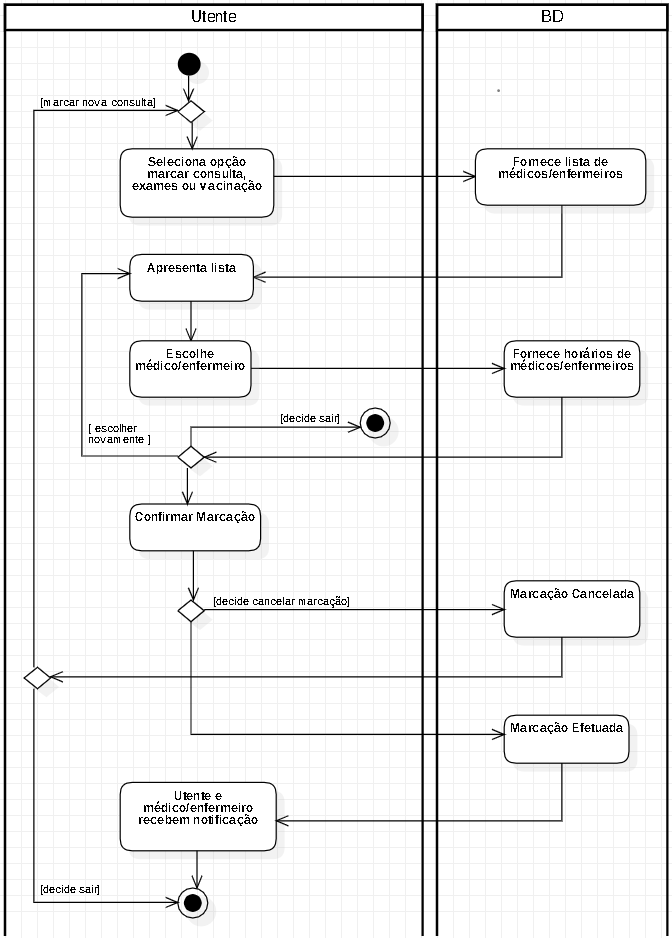 Utente
BD
[marcar nova consulta]
Seleciona opção
marcar consulta,
exames ou vacinação
Fornece lista de
médicos/enfermeiros
Apresenta lista
Escolhe
médico/enfermeiro
Fornece horários de
médicos/enfermeiros
[decide sair]
[ escolher
novamente ]
Confirmar Marcação
[decide cancelar marcação]
Marcação Cancelada
Marcação Efetuada
Utente e
médico/enfermeiro
recebem notificação
[decide sair]